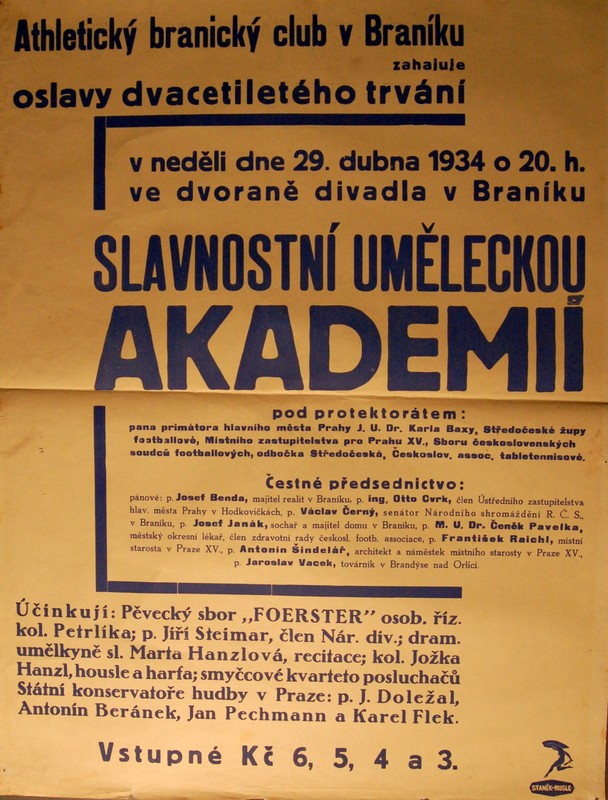 Athletický branický club v Braníku
zahajuje
oslavy dvacetiletého trvání
v neděli dne 29. dubna 1934 o 20. h.
ve dvoraně divadla v Braníku
SLAVNOSTNÍ UMĚLECKOU
AKADEMIÍ
pod protektorátem:
pana primátora hlavního města Prahy J. U. Dr. Karla Baxy, Středočeské župy
footballové, Místního zastupitelstva pro Prahu XV., Sboru československých
soudců footballových, odbočka Středočeská, Českoslov. assoc. tabletennisové.
Čestné předsednictvo:
pánové: p. Josef Benda, majitel realit v Braníku, p. ing. Otto Cvrk, člen Ústředního zastupitelstva
hlav. města Prahy v Hodkovičkách, p. Václav Černý, senátor Národního shromáždění R. Č. S.,
v Braníku, p. Josef Janák, sochař a majitel domu v Braníku, p. M. U. Dr. Čeněk Pavelka,
městský okresní lékař, člen zdravotní rady českosl. footb. associace, p. František Raichl, místní
starosta v Praze XV., p. Antonín Šindelář, architekt a náměstek místního starosty v Praze XV.,
p. Jaroslav Vacek, továrník v Brandýse nad Orlicí.
Účinkují: Pěvecký sbor „FOERSTER" osob. říz.
kol. Petrlíka; p. Jiří Steimar, člen Nár. div.; dram.
umělkyně sl. Marta Hanzlová, recitace; kol. Jožka
Hanzl, housle a harfa; smyčcové kvarteto posluchačů
Státní konservatoře hudby v Praze: p. J. Doležal,
Antonín Beránek, Jan Pechmann a Karel Flek.
Vstupné Kč 6, 5, 4 a 3.
STANĚK-NUSLE